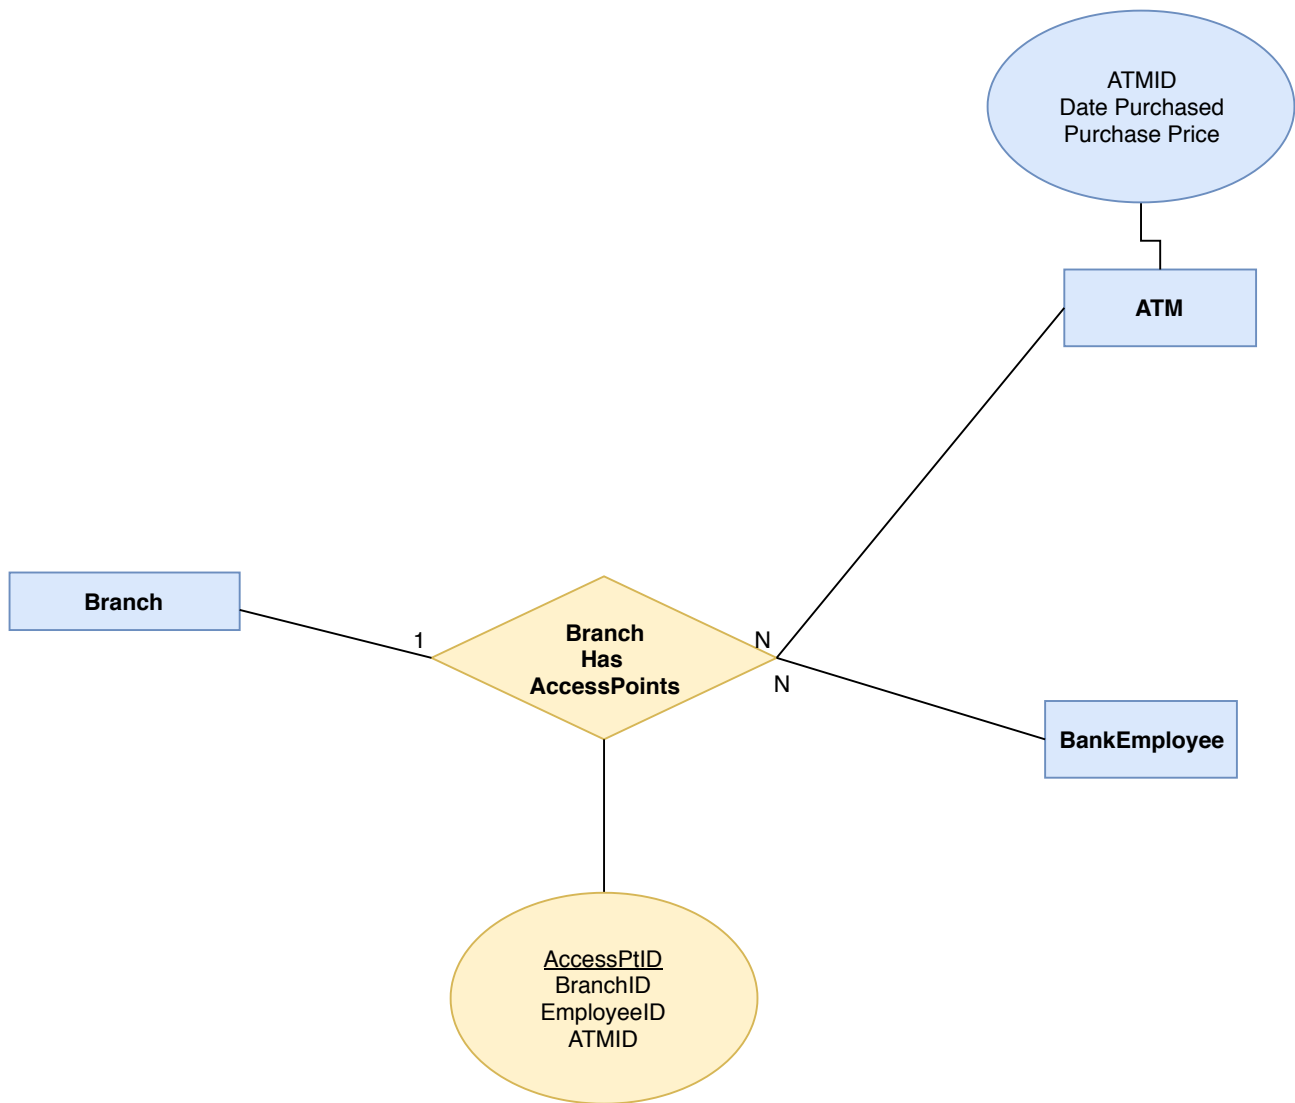 ATMID
Date Purchased
Purchase Price
ATM
Branch
1
Branch
Has
AccessPoints
N
N
BankEmployee
AccessPtID
BranchID
EmployeeID
ATMID